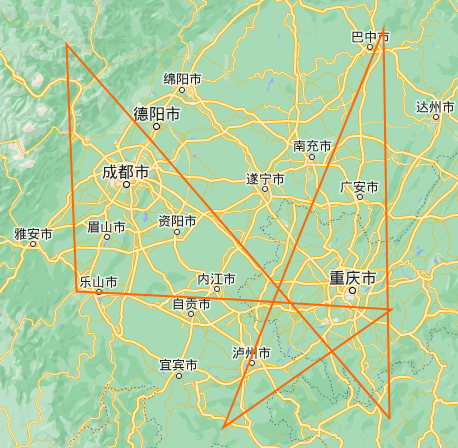 巴中市
绵阳市
达州市
德阳市
南充市
成都市
遂宁市
广安市
资阳市
眉山市
雅安市
乐山市
内江市
重庆市
自贡市
泸州市
宜宾市